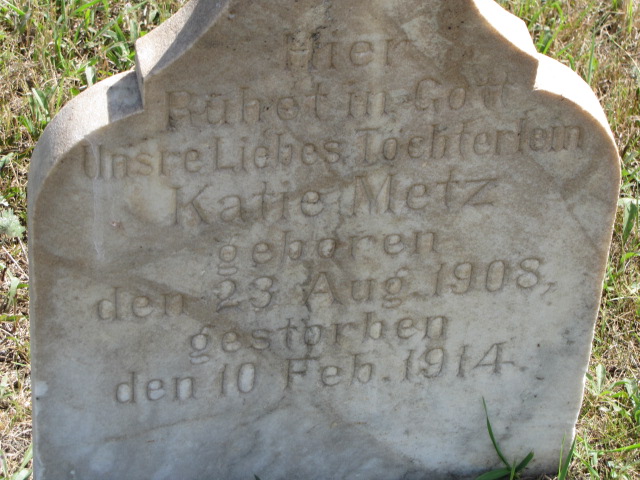 Hier
Ruhet in Gott
Unsre Liebes Tochterlein
Katie Metz
geboren
den 23 Aug. 1908,
gestorben
den 10 Feb. 1914.